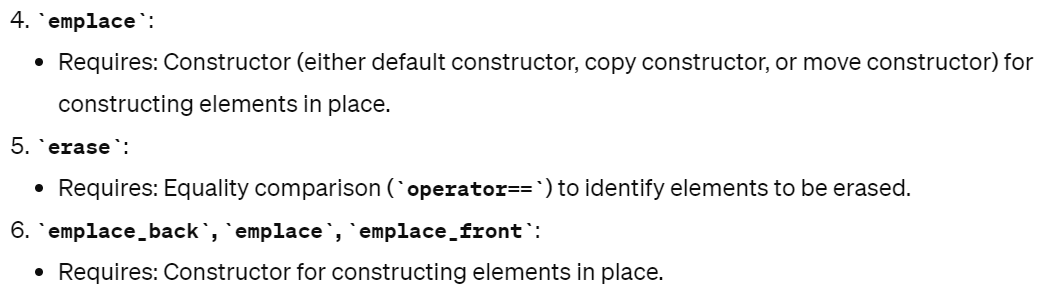 4. `emplace`:
• Requires: Constructor (either default constructor, copy constructor, or move constructor) for
constructing elements in place.
5. `erase`:
• Requires: Equality comparison (`operator==`) to identify elements to be erased.
6. `emplace_back`, `emplace`, `emplace_front`:
• Requires: Constructor for constructing elements in place.